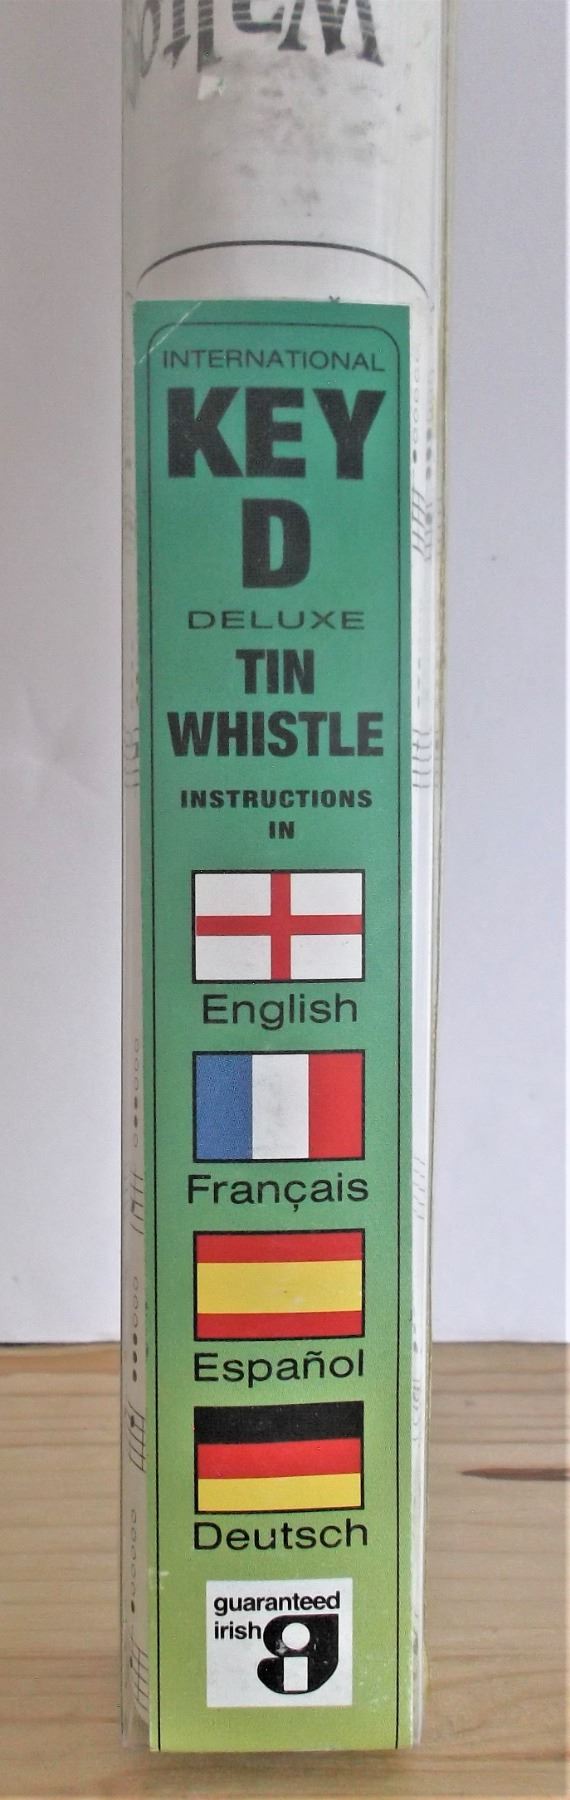 INTERNATIONAL
KEY
D
DELUXE
TIN
WHISTLE
INSTRUCTIONS
IN
English
Français
Español
Deutsch
guaranteed
irish